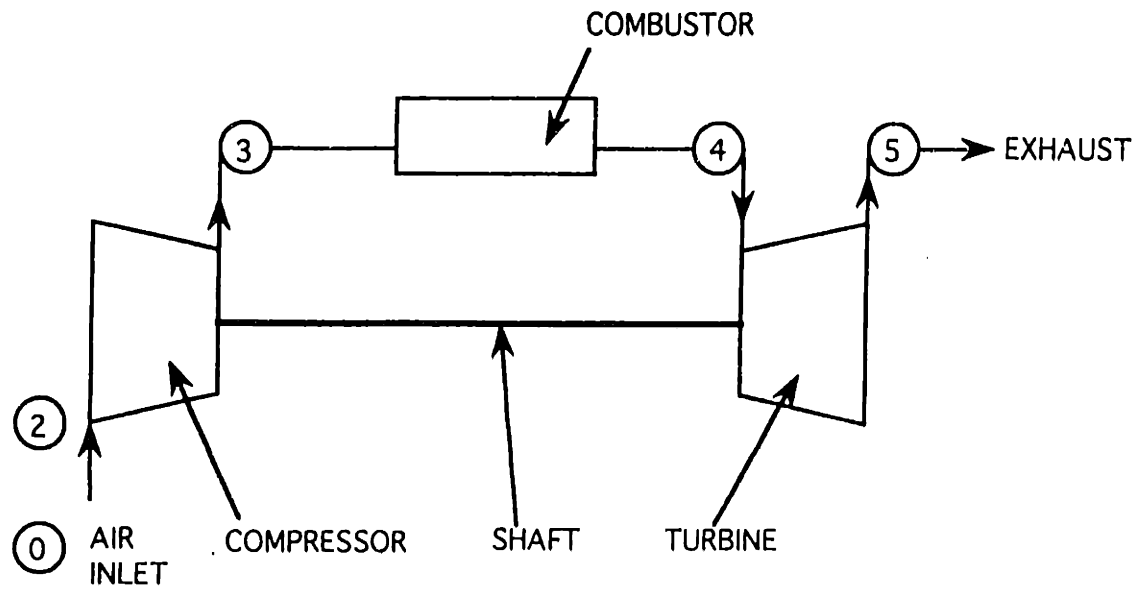 COMBUSTOR
3
4
5
EXHAUST
2
0
AIR
INLET
COMPRESSOR
SHAFT
TURBINE